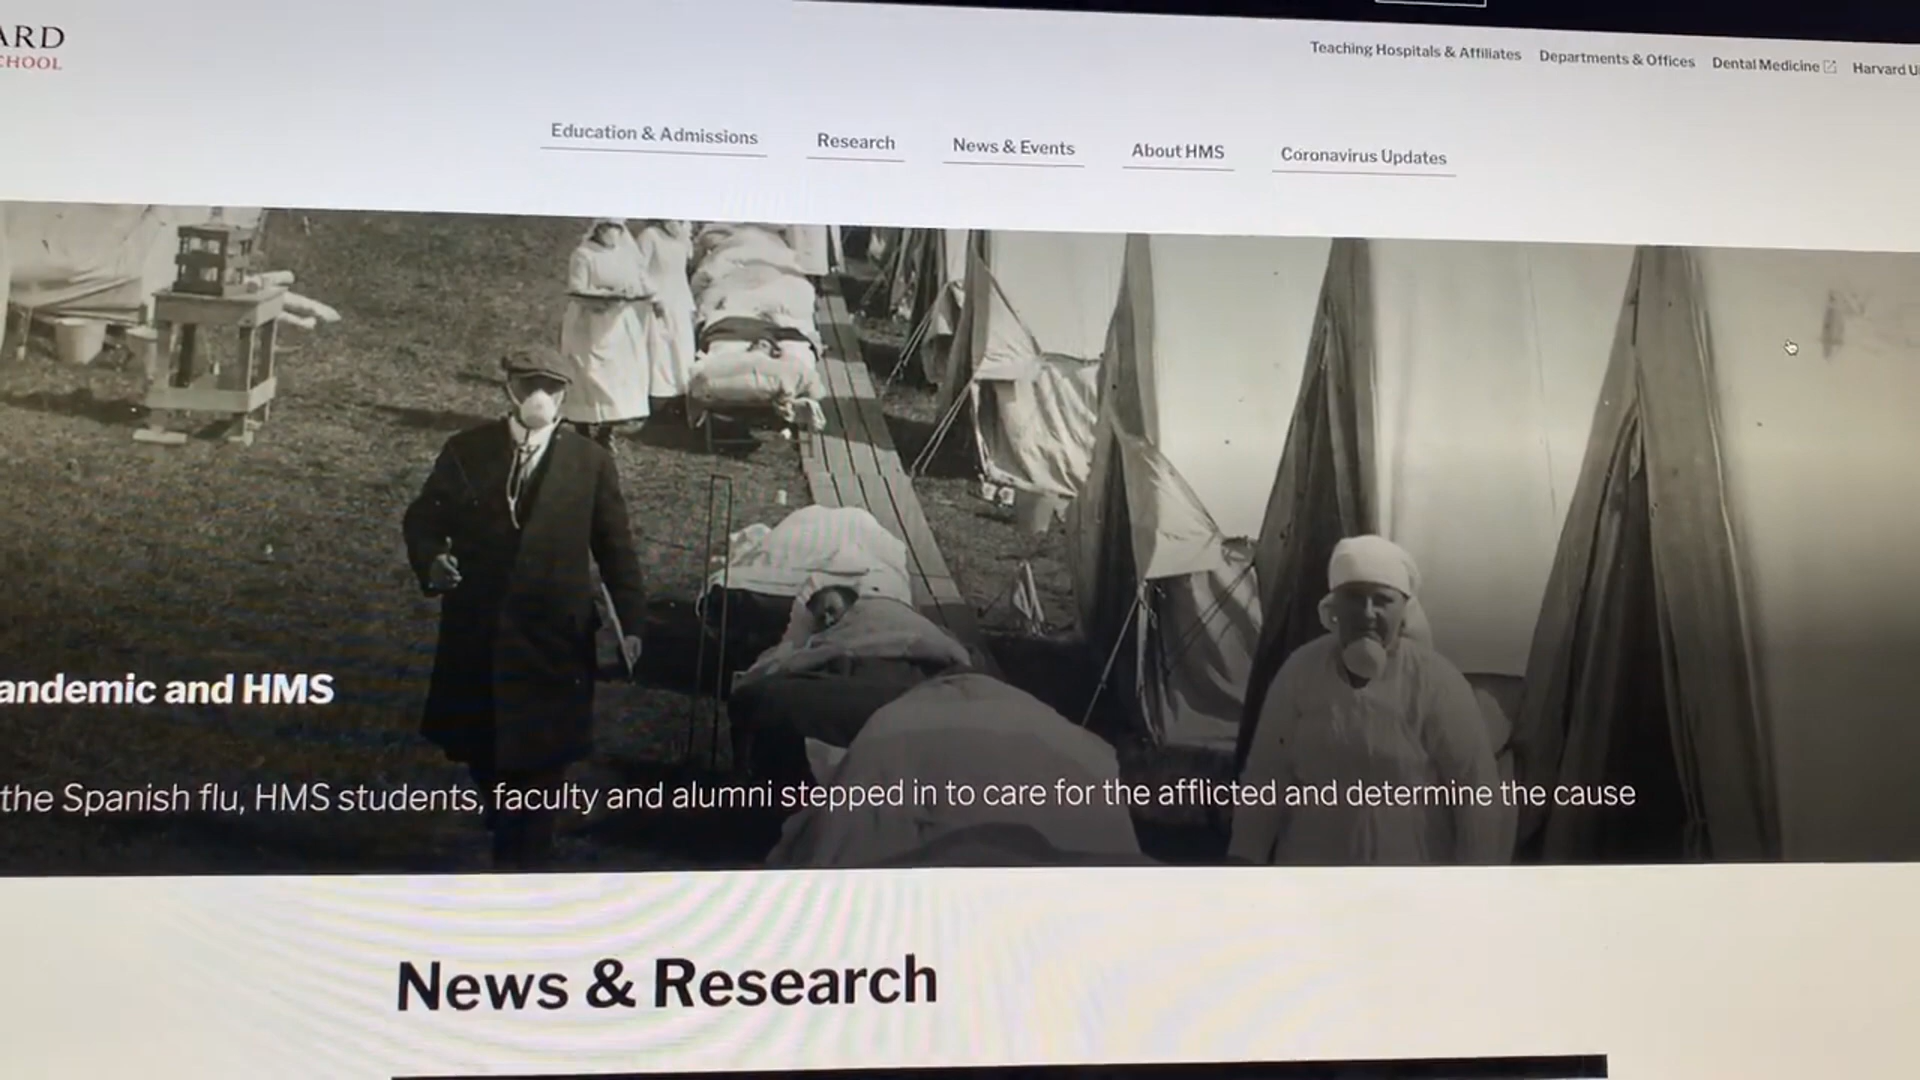 ARD
CHOOL
Teaching Hospitals & Affiliates Departments & Offices Dental Medicine Harvard U
Education & Admissions Research News & Events About HMS Coronavirus Updates
andemic and HMS
the Spanish flu, HMS students, faculty and alumni stepped in to care for the afflicted and determine the cause
News & Research